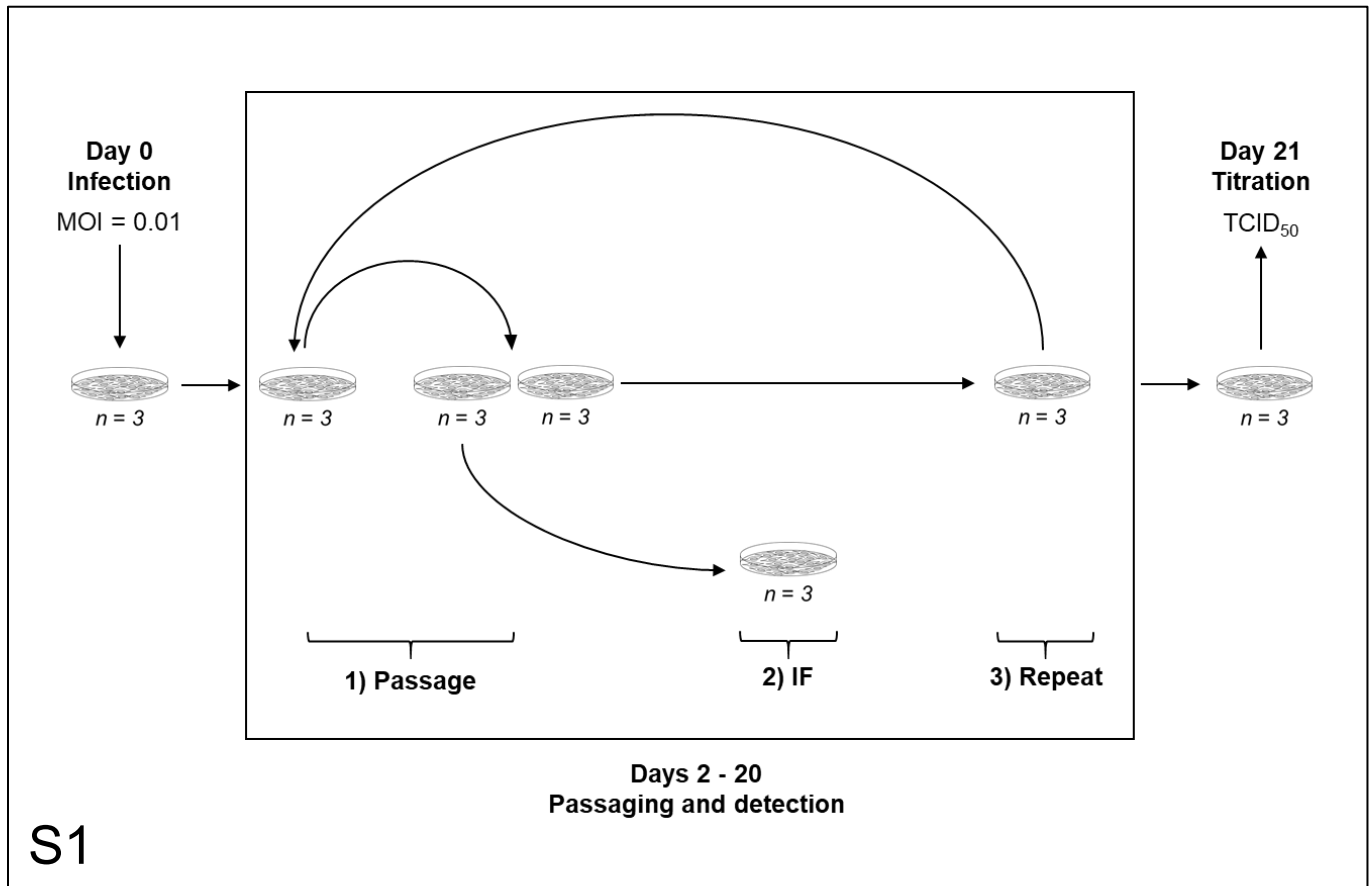 Day 0
Infection
MOI = 0.01
Day 21
Titration
TCID₅₀
n = 3
n = 3
n = 3
n = 3
n = 3
n = 3
n = 3
1) Passage
2) IF
3) Repeat
Days 2 - 20
Passaging and detection
S1